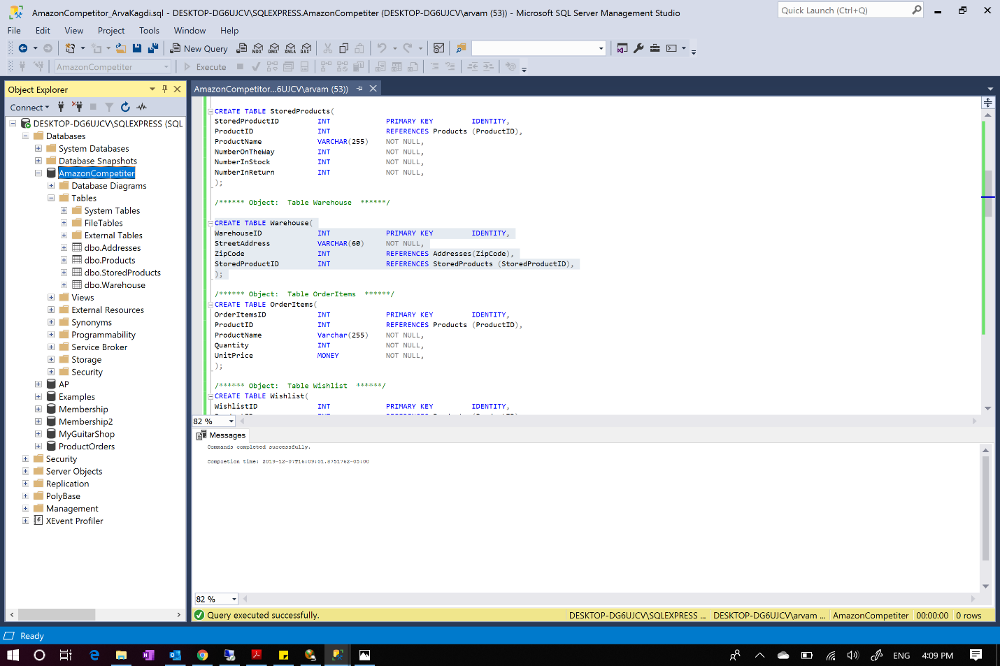 AmazonCompetitor_ArvaKagdi.sql - DESKTOP-DG6UJCV\SQLEXPRESS.AmazonCompetiter (DESKTOP-DG6UJCV\arvam (53)) - Microsoft SQL Server Management Studio
Quick Launch (Ctrl+Q)
File Edit View Project Tools Window Help
New Query MDX DMX XMLA DAX
AmazonCompetiter Execute
Object Explorer
AmazonCompetitor...6UJCV\arvam (53))
Connect
DESKTOP-DG6UJCV\SQLEXPRESS (SQL
Databases
System Databases
Database Snapshots
AmazonCompetiter
Database Diagrams
Tables
System Tables
FileTables
External Tables
dbo.Addresses
dbo.Products
dbo.StoredProducts
dbo.Warehouse
Views
External Resources
Synonyms
Programmability
Service Broker
Storage
Security
AP
Examples
Membership
Membership2
MyGuitarShop
ProductOrders
Security
Server Objects
Replication
PolyBase
Management
XEvent Profiler
CREATE TABLE StoredProducts(
StoredProductID INT PRIMARY KEY IDENTITY,
ProductID INT REFERENCES Products (ProductID),
ProductName VARCHAR(255) NOT NULL,
NumberOnTheWay INT NOT NULL,
NumberInStock INT NOT NULL,
NumberInReturn INT NOT NULL,
);
/****** Object: Table Warehouse ******/
CREATE TABLE Warehouse(
WarehouseID INT PRIMARY KEY IDENTITY,
StreetAddress VARCHAR(60) NOT NULL,
ZipCode INT REFERENCES Addresses(ZipCode),
StoredProductID INT REFERENCES StoredProducts (StoredProductID),
);
/****** Object: Table OrderItems ******/
CREATE TABLE OrderItems(
OrderItemsID INT PRIMARY KEY IDENTITY,
ProductID INT REFERENCES Products (ProductID),
ProductName Varchar(255) NOT NULL,
Quantity INT NOT NULL,
UnitPrice MONEY NOT NULL,
);
/****** Object: Table Wishlist ******/
CREATE TABLE Wishlist(
WishlistID INT PRIMARY KEY IDENTITY,
82 %
Messages
Commands completed successfully.
Completion time: 2019-12-07T16:09:01.8751762-05:00
82 %
Query executed successfully. DESKTOP-DG6UJCV\SQLEXPRESS ... DESKTOP-DG6UJCV\arvam ... AmazonCompetiter 00:00:00 0 rows
Ready
ENG 4:09 PM